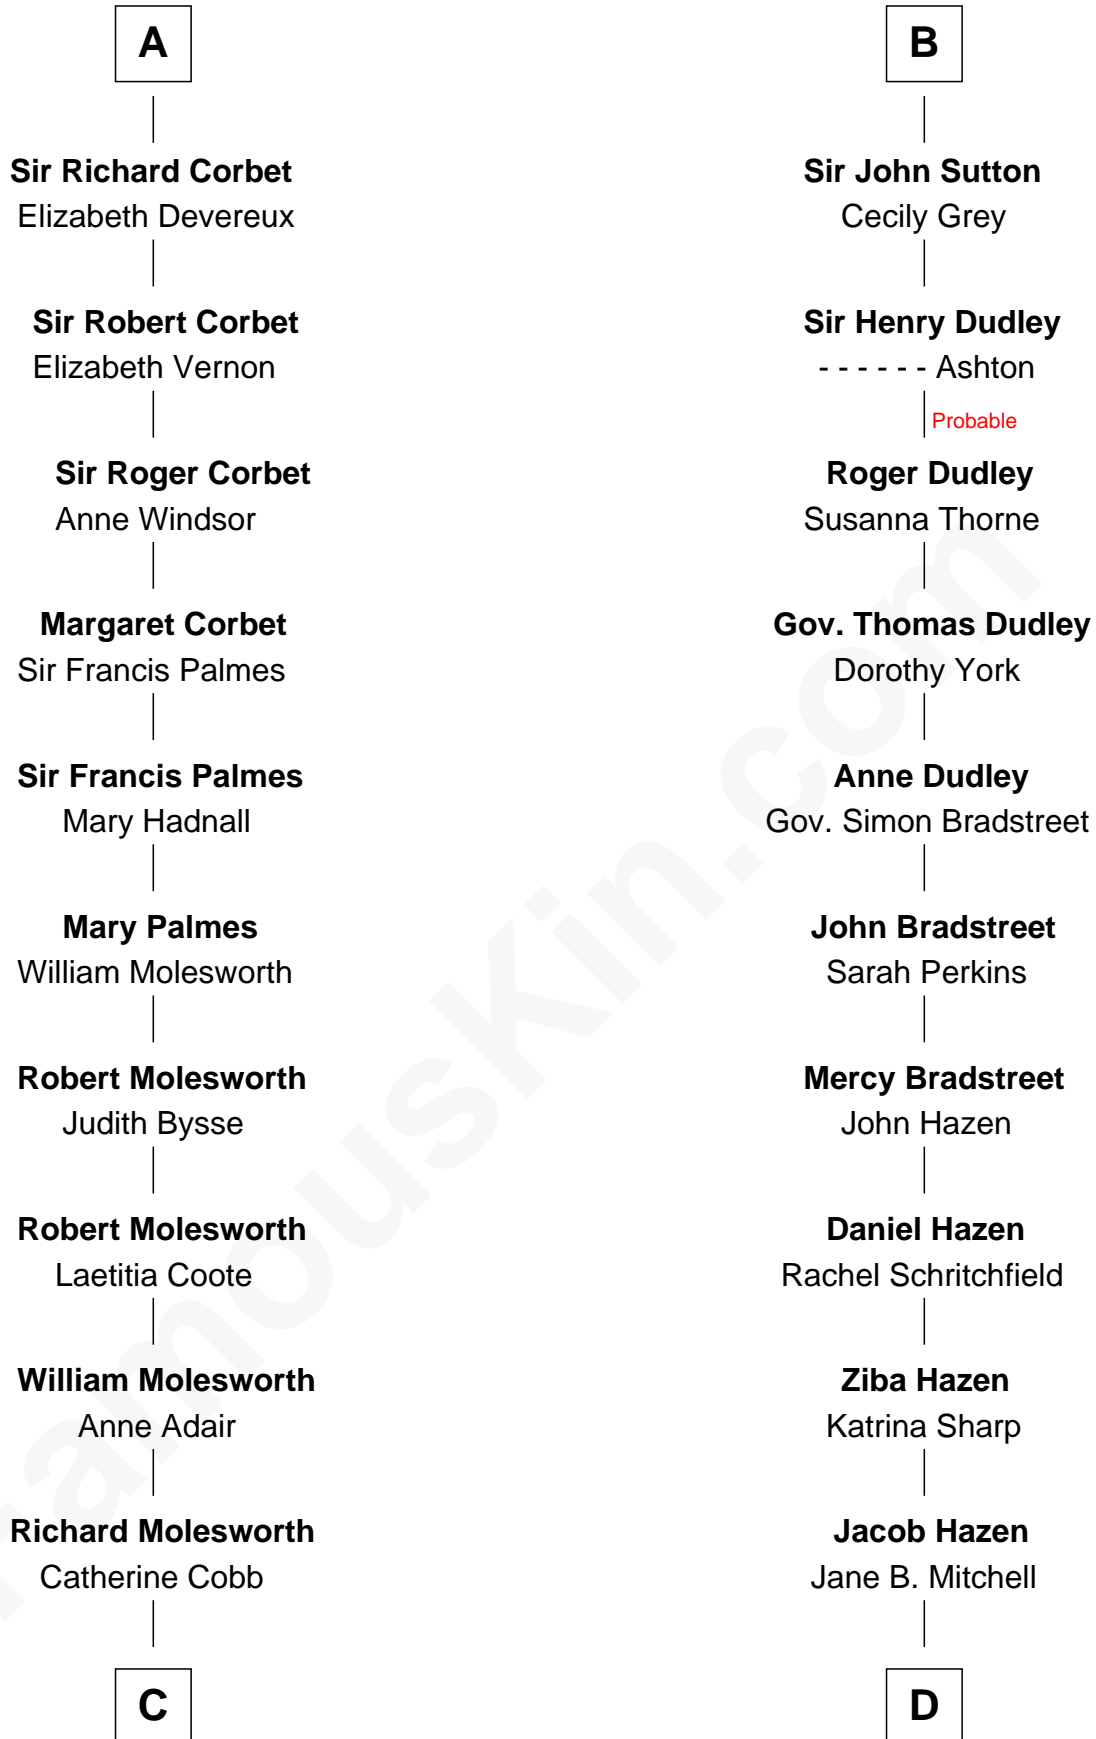 A
Sir Richard Corbet
Elizabeth Devereux
Sir Robert Corbet
Elizabeth Vernon
Sir Roger Corbet
Anne Windsor
Margaret Corbet
Sir Francis Palmes
Sir Francis Palmes
Mary Hadnall
Mary Palmes
William Molesworth
Robert Molesworth
Judith Bysse
Robert Molesworth
Laetitia Coote
William Molesworth
Anne Adair
Richard Molesworth
Catherine Cobb
C
B
Sir John Sutton
Cecily Grey
Sir Henry Dudley
- - - - - - Ashton
Probable
Roger Dudley
Susanna Thorne
Gov. Thomas Dudley
Dorothy York
Anne Dudley
Gov. Simon Bradstreet
John Bradstreet
Sarah Perkins
Mercy Bradstreet
John Hazen
Daniel Hazen
Rachel Schritchfield
Ziba Hazen
Katrina Sharp
Jacob Hazen
Jane B. Mitchell
D
FamousKin.com